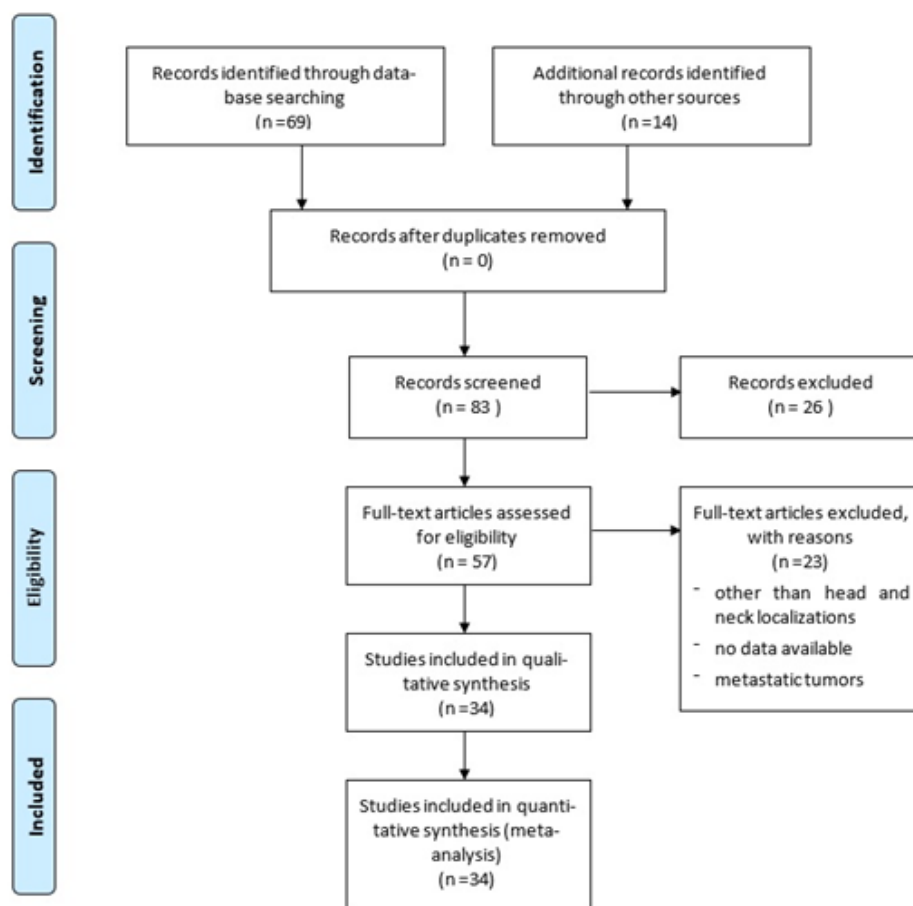 Identification
Records identified through data-
base searching
(n =69)
Additional records identified
through other sources
(n =14)
Records after duplicates removed
(n = 0)
Screening
Records screened
(n = 83 )
Records excluded
(n = 26 )
Eligibility
Full-text articles assessed
for eligibility
(n = 57)
Full-text articles excluded,
with reasons
(n=23)
- other than head and
neck localizations
- no data available
- metastatic tumors
Studies included in quali-
tative synthesis
(n =34)
Included
Studies included in quanti-
tative synthesis (meta-
analysis)
(n =34)